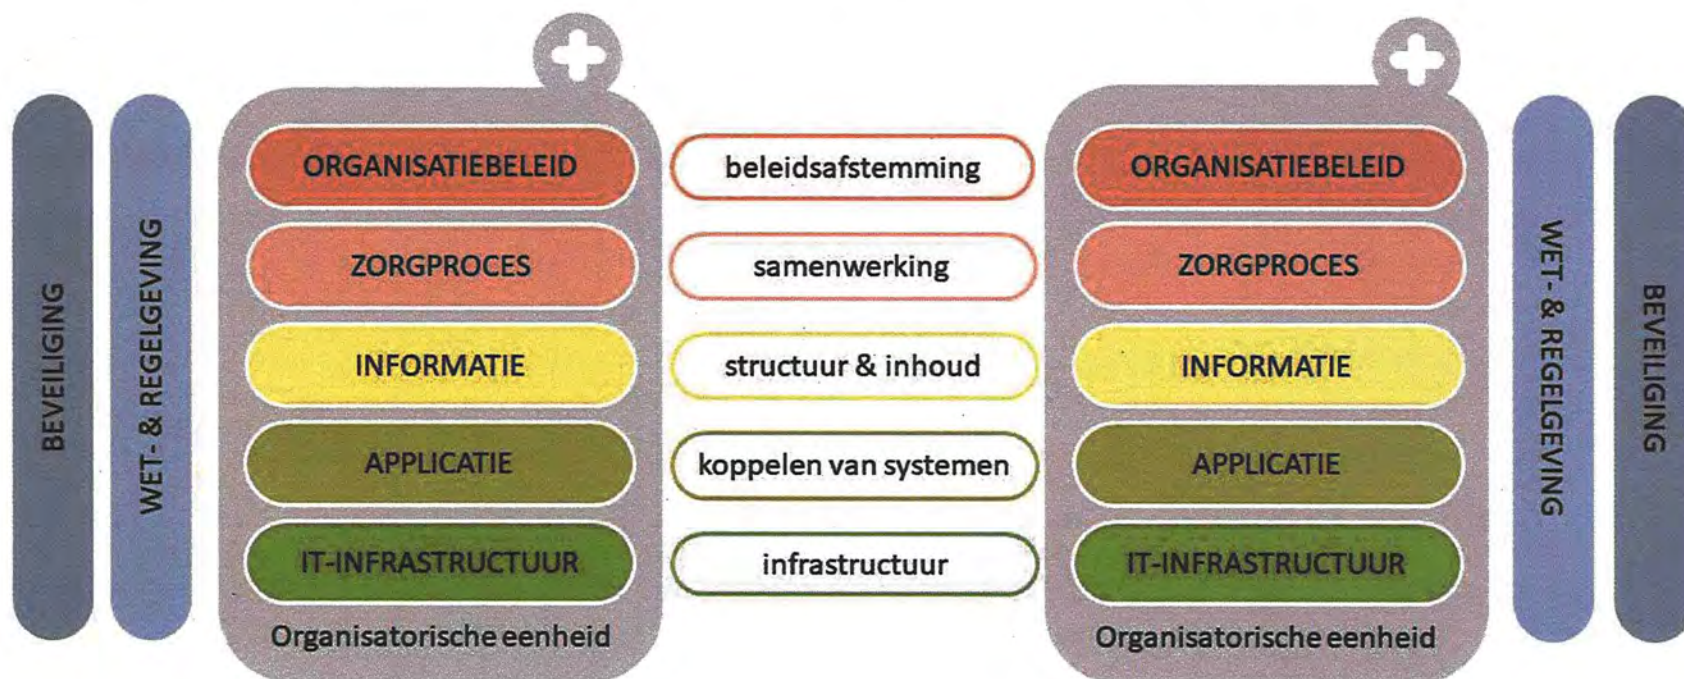 BEVEILIGING
WET- & REGELGEVING
ORGANISATIEBELEID
ZORGPROCES
INFORMATIE
APPLICATIE
IT-INFRASTRUCTUUR
Organisatorische eenheid
beleidsafstemming
samenwerking
structuur & inhoud
koppelen van systemen
infrastructuur
ORGANISATIEBELEID
ZORGPROCES
INFORMATIE
APPLICATIE
IT-INFRASTRUCTUUR
Organisatorische eenheid
WET- & REGELGEVING
BEVEILIGING